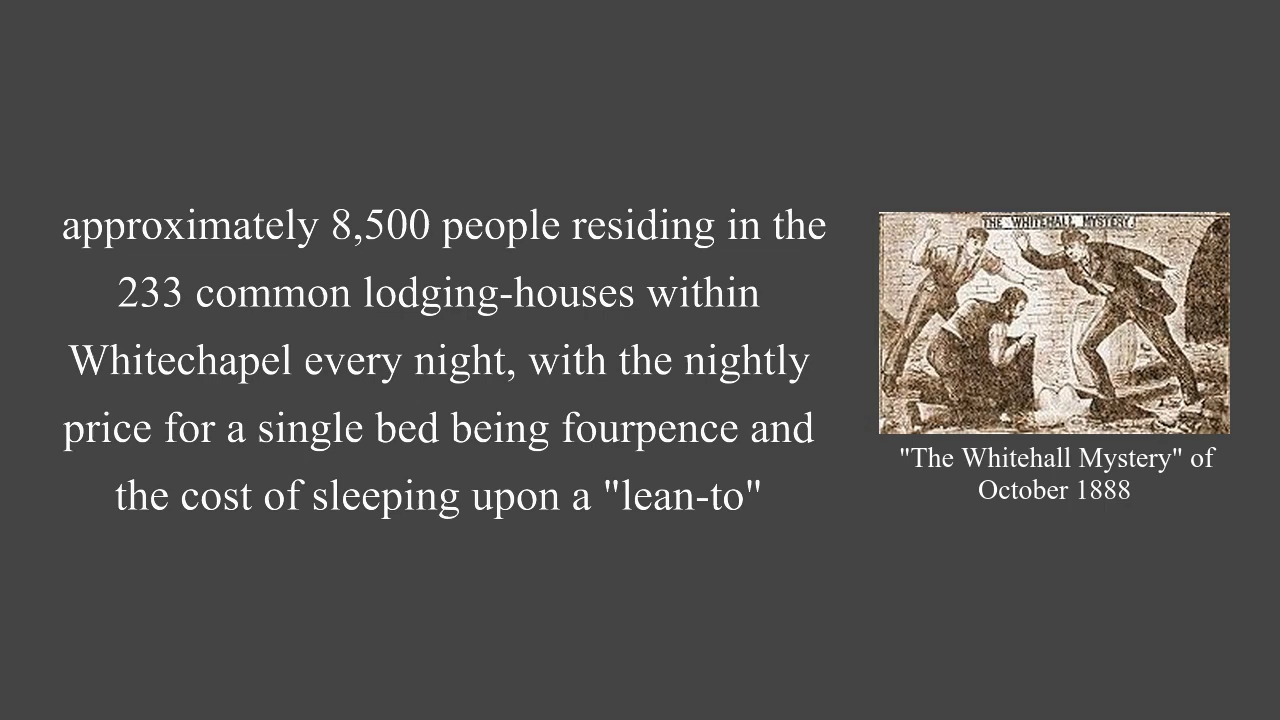 approximately 8,500 people residing in the
233 common lodging-houses within
Whitechapel every night, with the nightly
price for a single bed being fourpence and
the cost of sleeping upon a "lean-to"
THE WHITEHALL MYSTERY.
"The Whitehall Mystery" of
October 1888